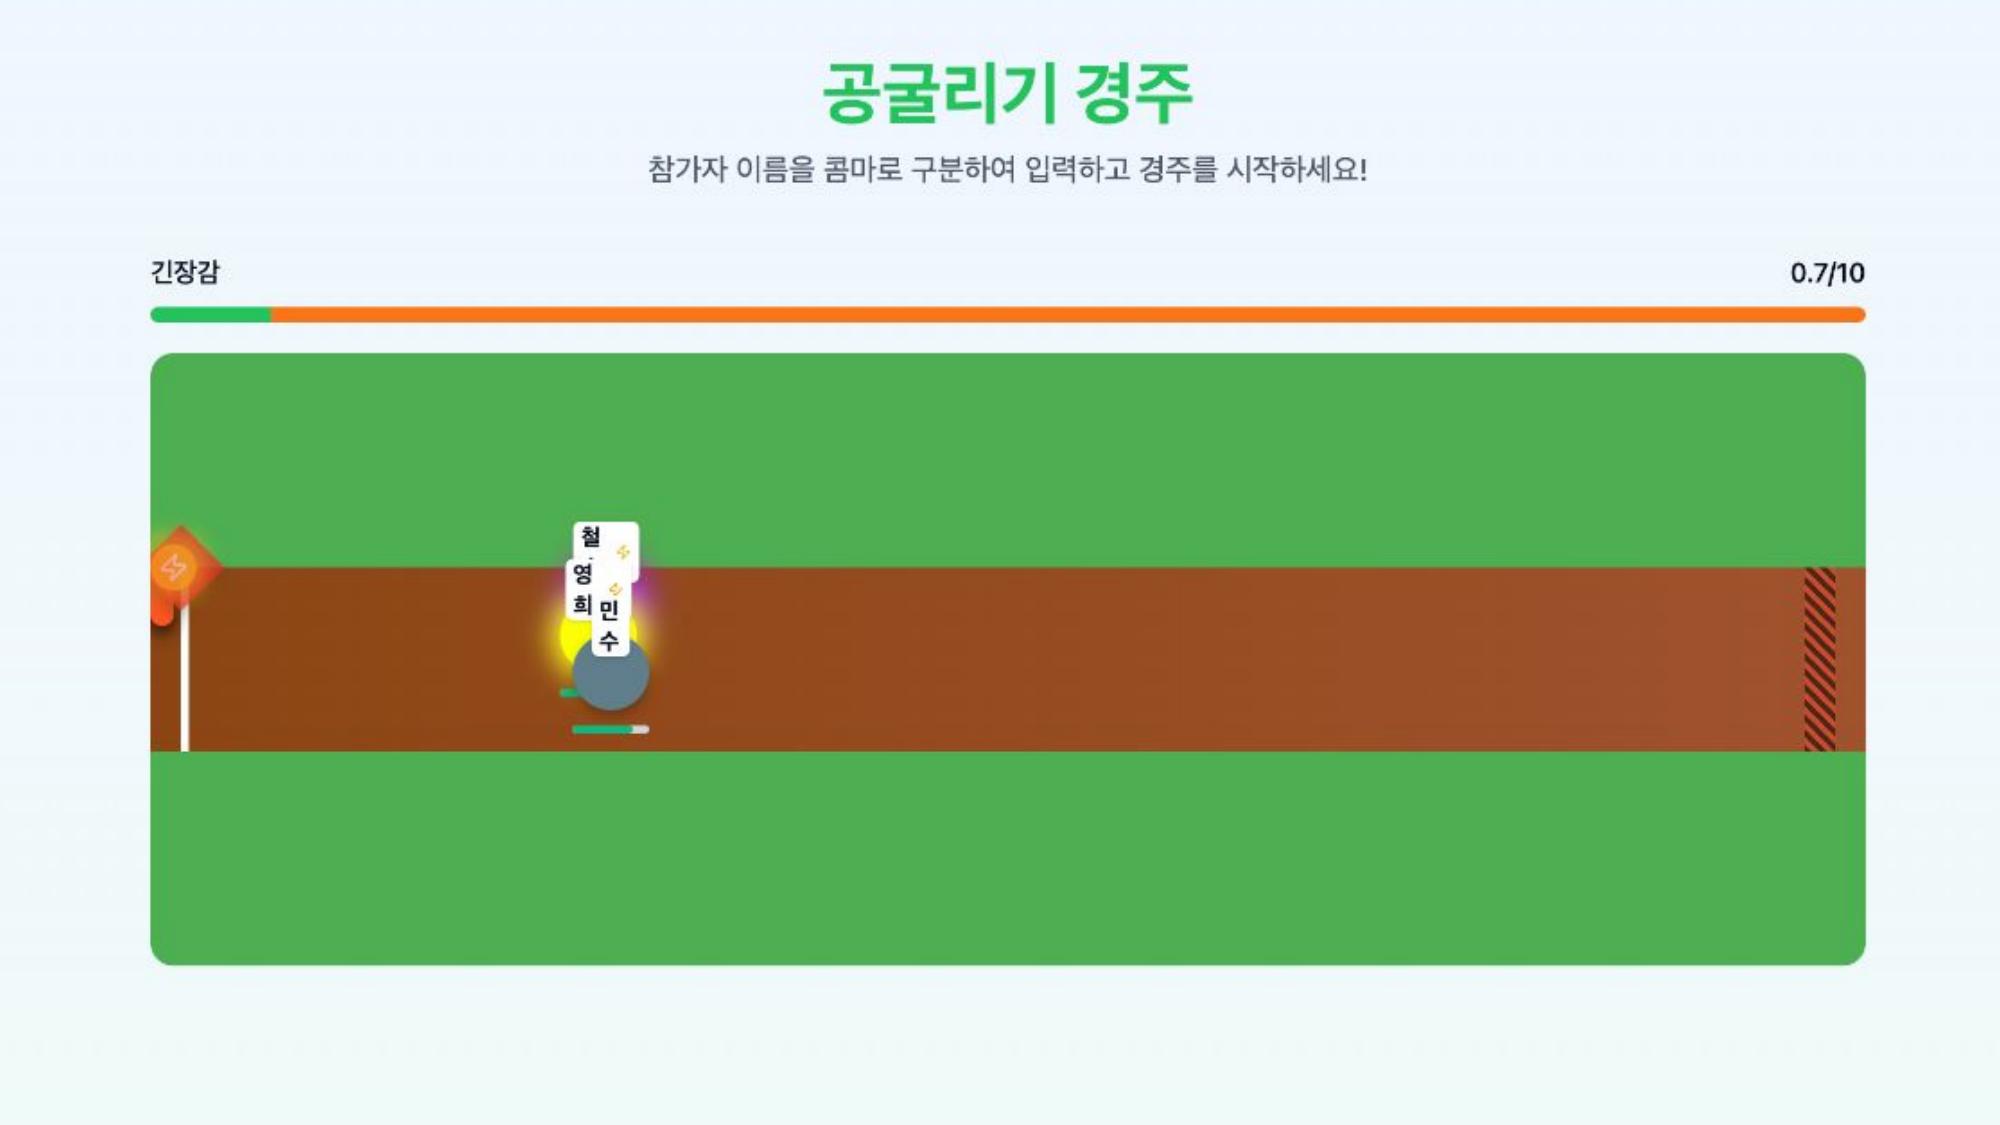 공굴리기 경주
참가자 이름을 콤마로 구분하여 입력하고 경주를 시작하세요!
긴장감
0.7/10
철
영
희
민
수